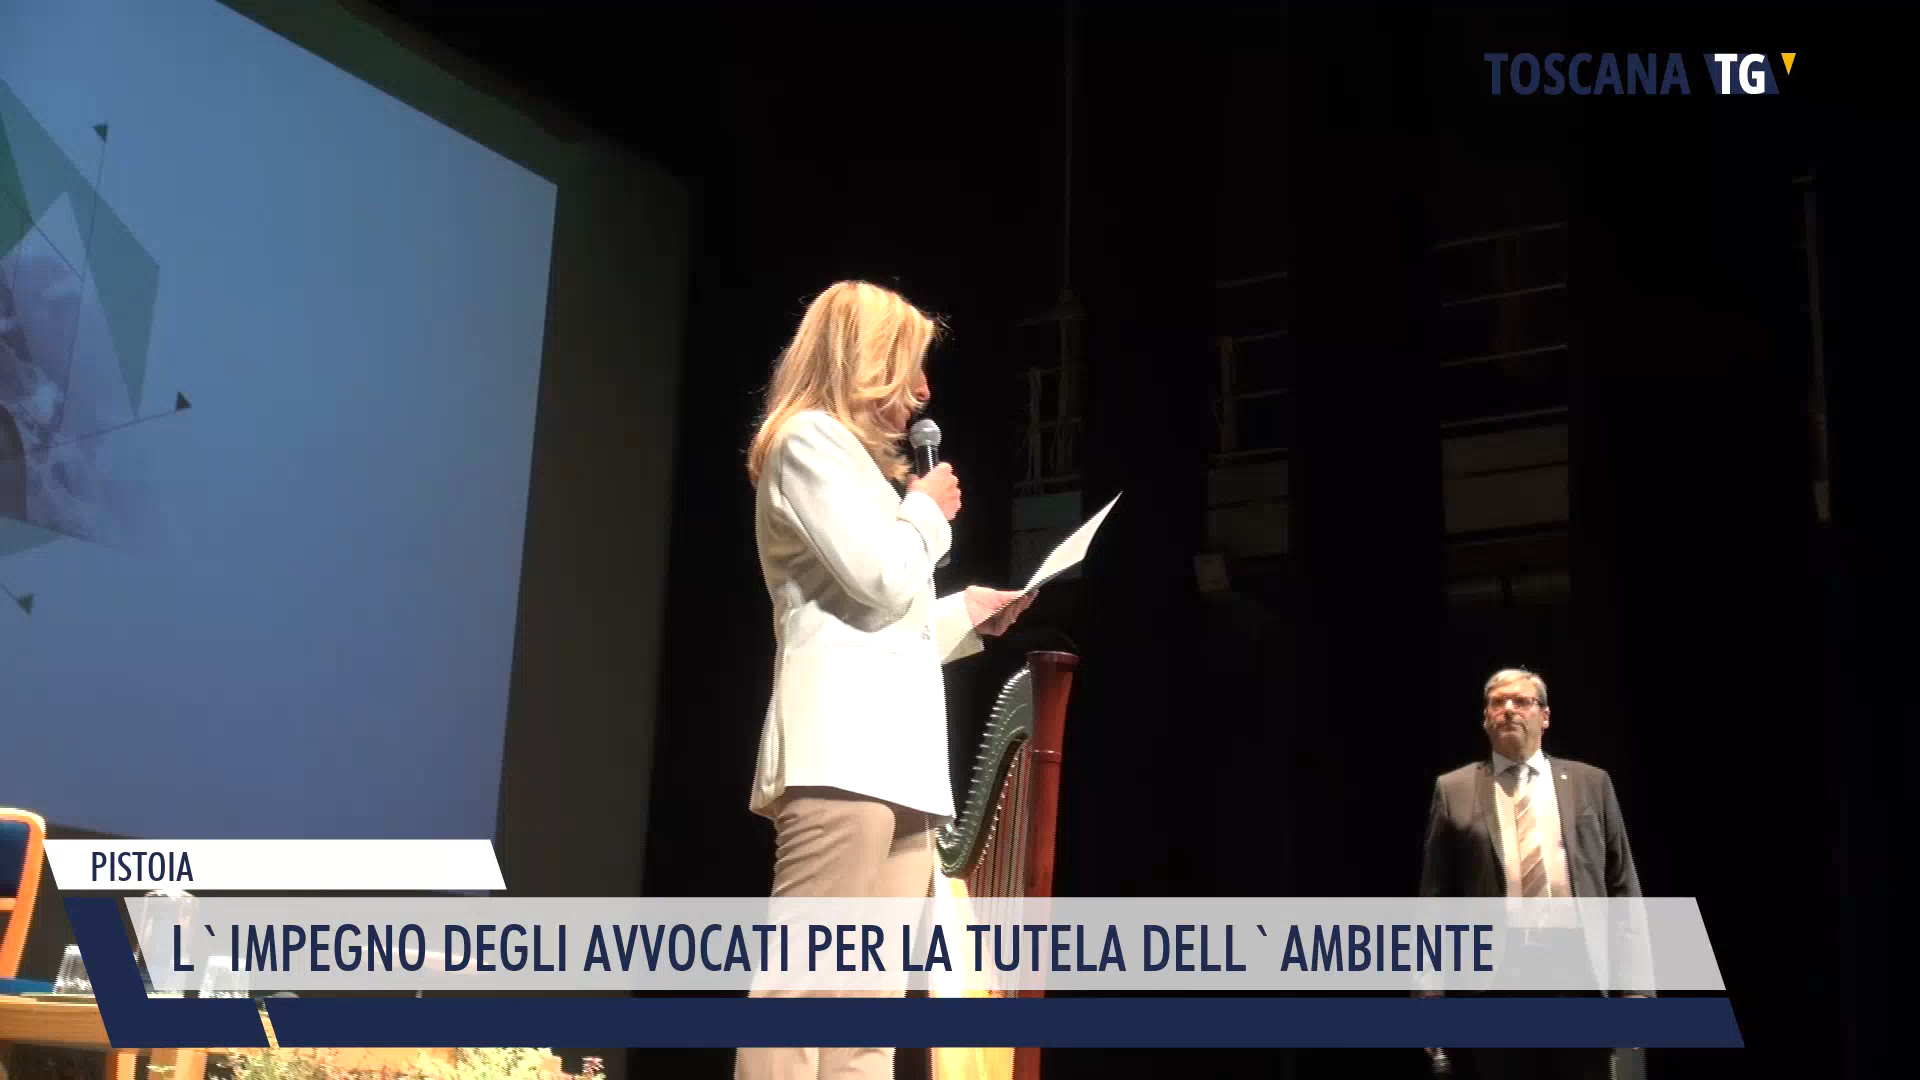 TOSCANA TG
PISTOIA
L`IMPEGNO DEGLI AVVOCATI PER LA TUTELA DELL`AMBIENTE